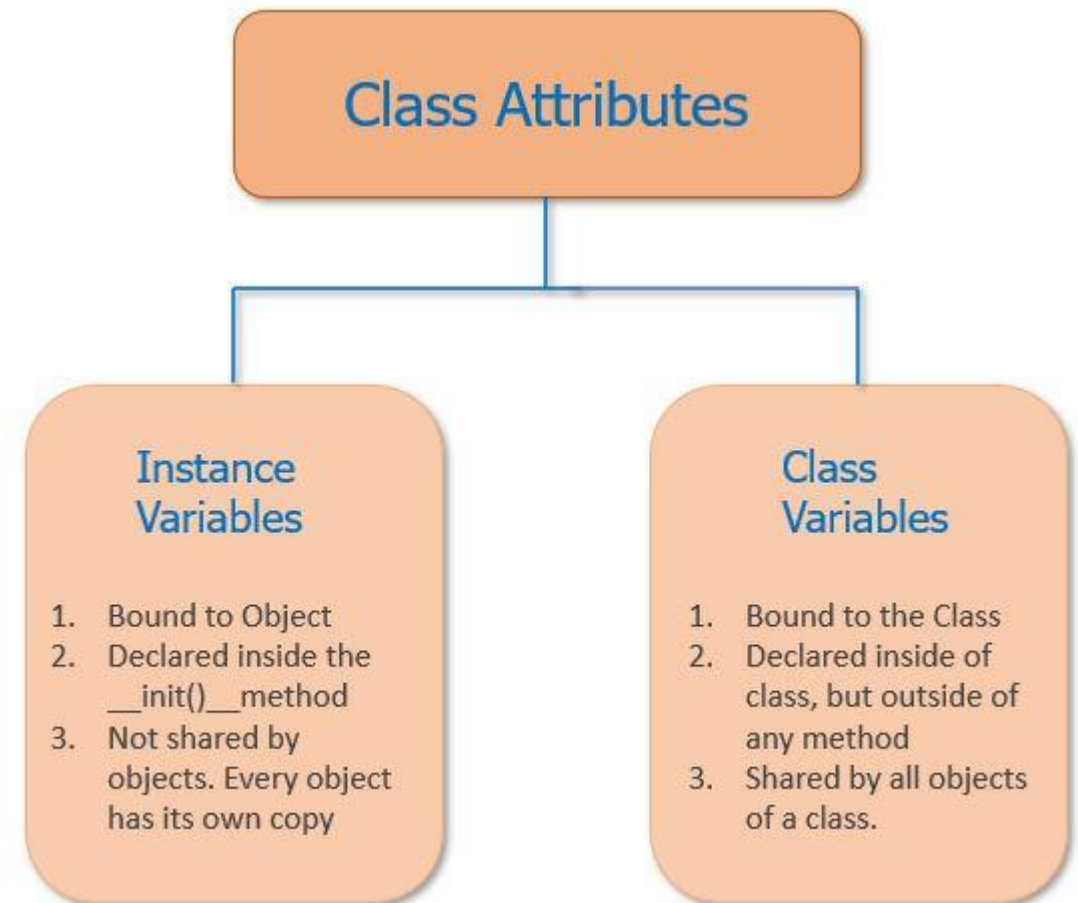 Class Attributes
Instance
Variables
1. Bound to Object
2. Declared inside the
__init()__method
3. Not shared by
objects. Every object
has its own copy
Class
Variables
1. Bound to the Class
2. Declared inside of
class, but outside of
any method
3. Shared by all objects
of a class.